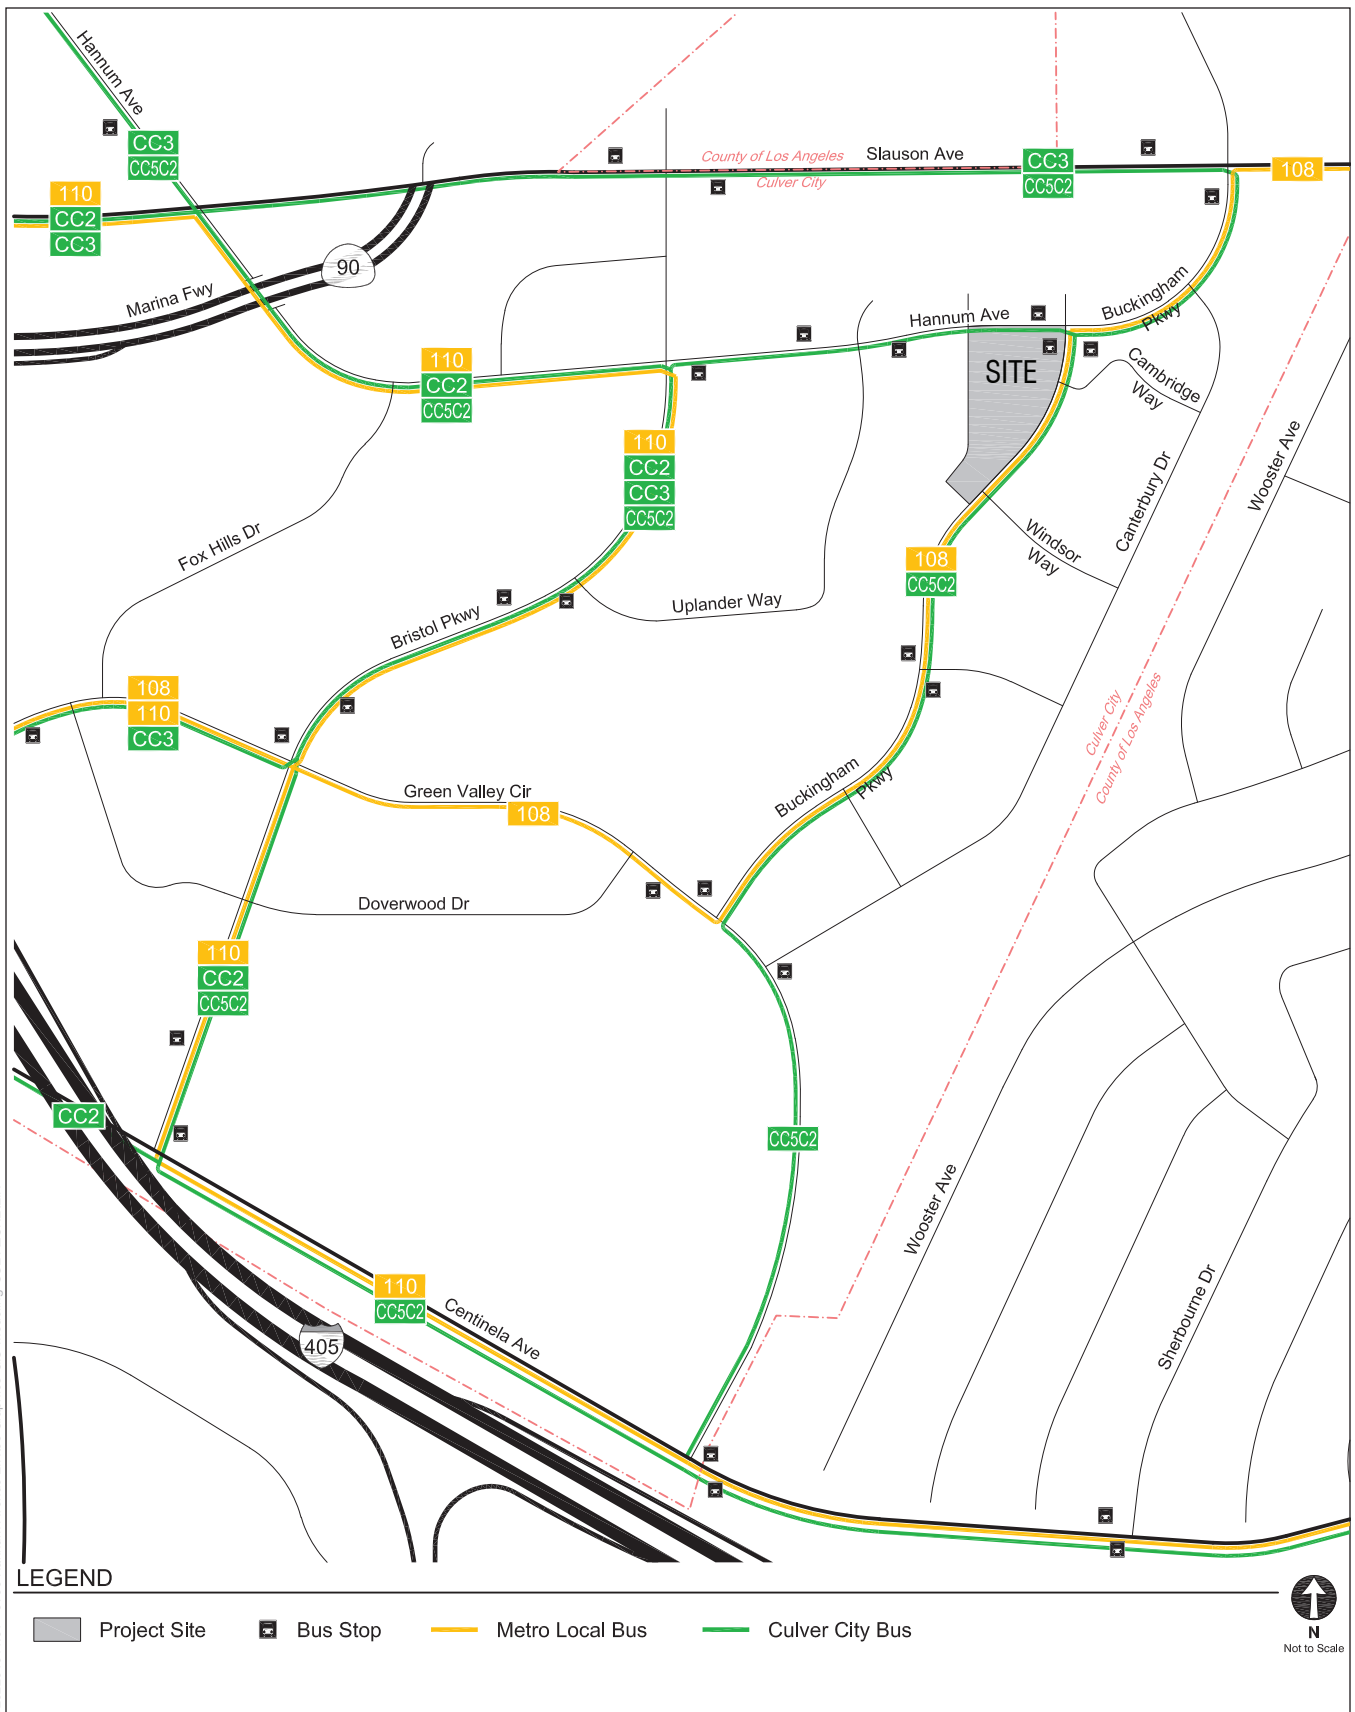 Hannum Ave
CC3
CC5C2
110
CC2
CC3
County of Los Angeles
Culver City
Slauson Ave
CC3
CC5C2
108
90
Marina Fwy
Hannum Ave
Buckingham
Pkwy
110
CC2
CC5C2
SITE
Cambridge
Way
110
CC2
CC3
CC5C2
Wooster Ave
Canterbury Dr
Fox Hills Dr
Windsor
Way
108
CC5C2
Uplander Way
Bristol Pkwy
108
110
CC3
Culver City
County of Los Angeles
Green Valley Cir
108
Buckingham
Pkwy
Doverwood Dr
110
CC2
CC5C2
CC2
CC5C2
Wooster Ave
110
CC5C2
Centinela Ave
405
Sherbourne Dr
LEGEND
Project Site
Bus Stop
Metro Local Bus
Culver City Bus
N
Not to Scale